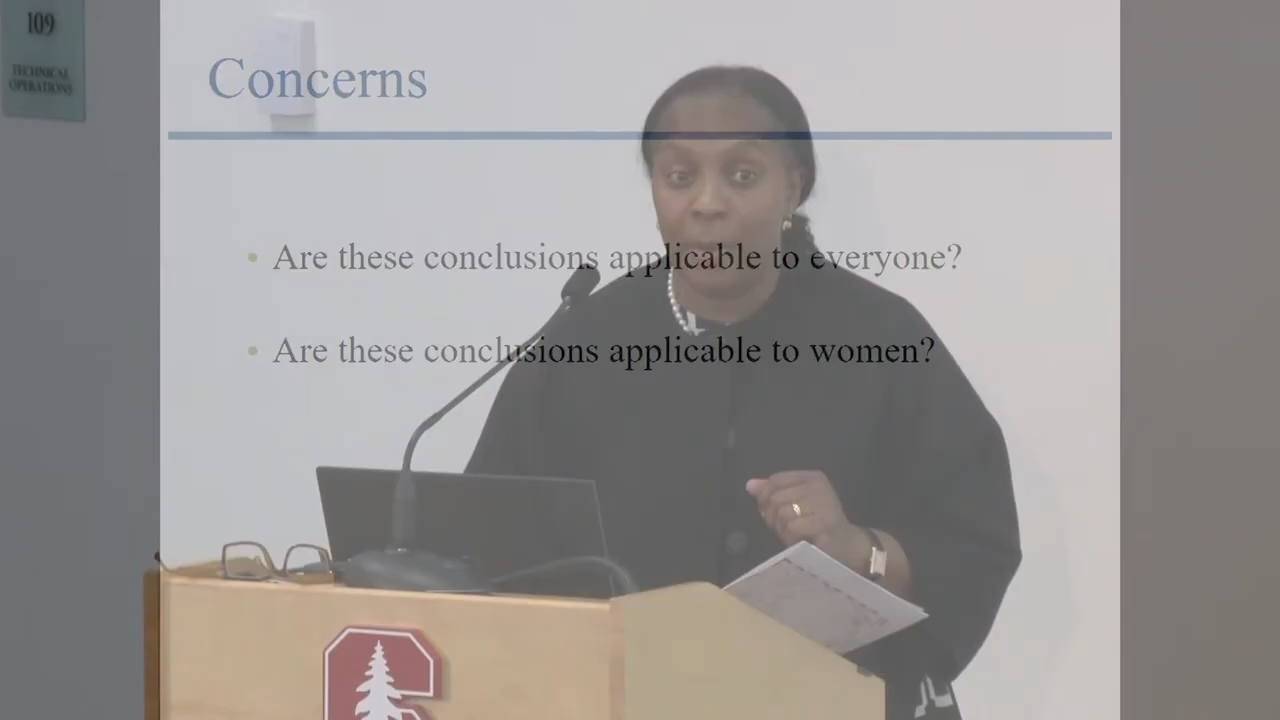 109
TECHNICAL
OPERATIONS
Concerns
• Are these conclusions applicable to everyone?
• Are these conclusions applicable to women?